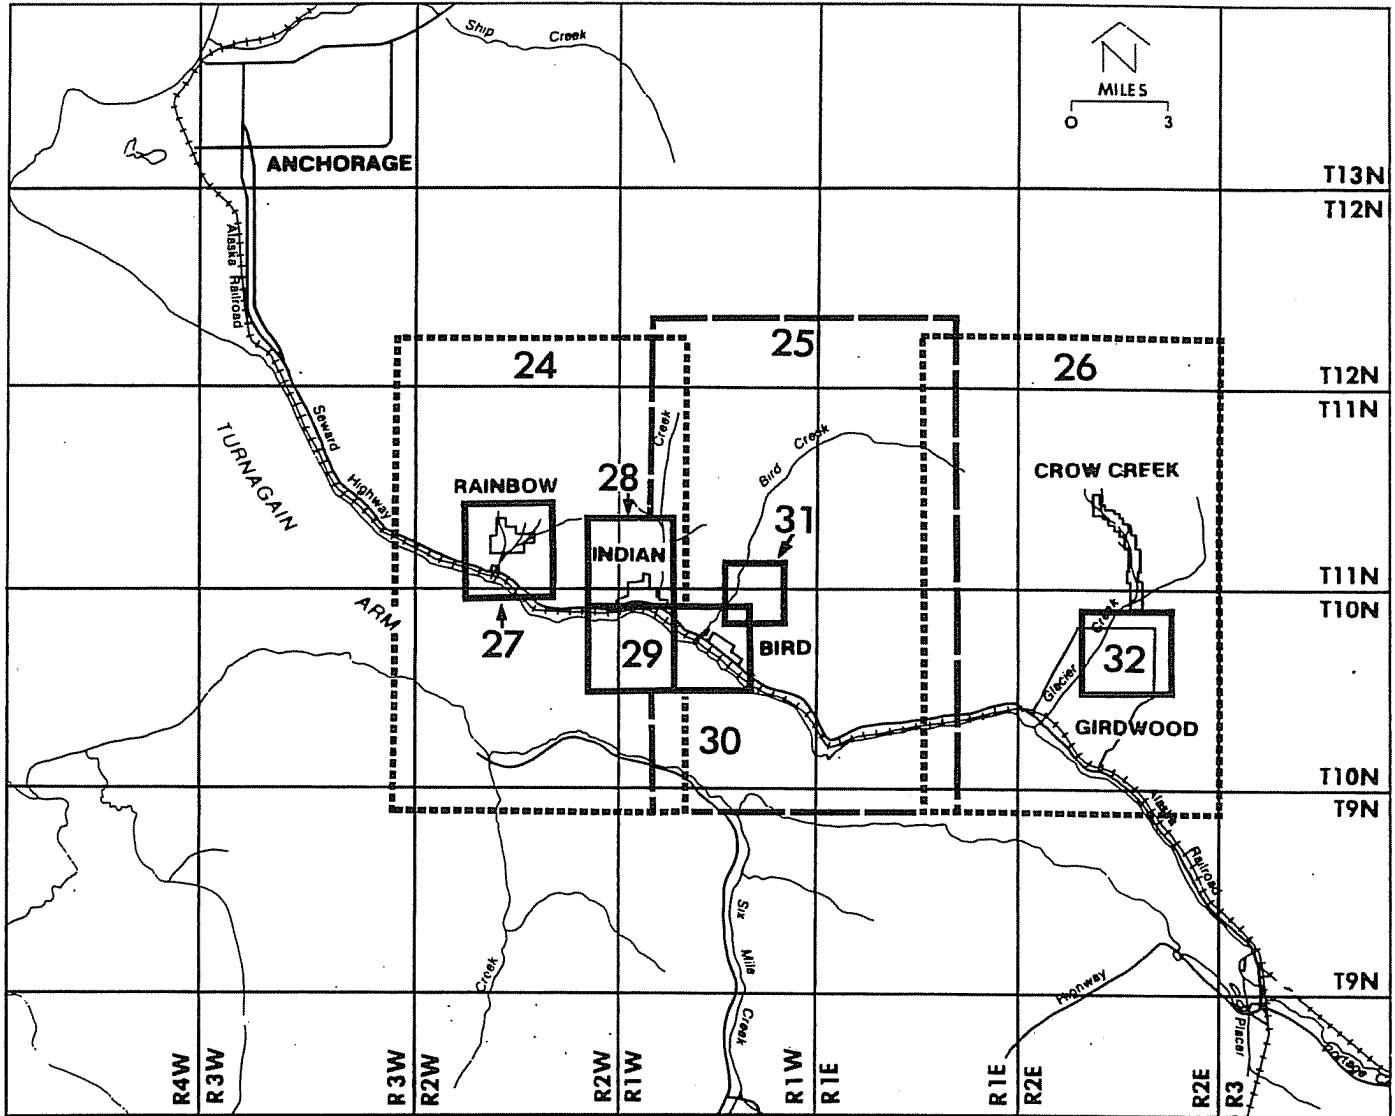 Ship Creek
N
MILES
0 3
ANCHORAGE
T13N
T12N
Alaska Railroad
25
24
26
T12N
T11N
Seward
Highway
TURNAGAIN
ARM
Creek
Bird Creek
CROW CREEK
28
RAINBOW
31
INDIAN
T11N
T10N
27
29
BIRD
Creek
Glacier
32
30
GIRDWOOD
T10N
T9N
Alaska
Railroad
Six
Mile
Creek
Creek
Highway
T9N
Placer
Portage
R4W
R3W
R3W
R2W
R2W
R1W
R1W
R1E
R1E
R2E
R2E
R3